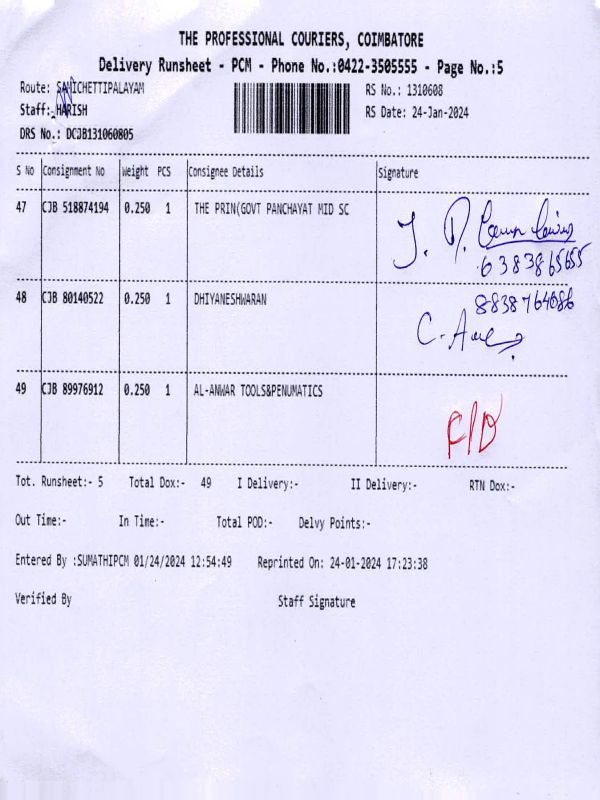 THE PROFESSIONAL COURIERS, COIMBATORE
Delivery Runsheet - PCM - Phone No.:0422-3505555 - Page No.:5
Route: SANICHETTIPALAYAM RS No.: 1310608
Staff:-HARISH RS Date: 24-Jan-2024
DRS No.: DCJB131060805
S No Consignment No Weight PCS Consignee Details Signature
47 CJB 518874194 0.250 1 THE PRIN(GOVT PANCHAYAT MID SC
J. D.
6383865655
48 CJB 80140522 0.250 1 DHIYANESHWARAN
8838764086
C.
49 CJB 89976912 0.250 1 AL-ANWAR TOOLS&PENUMATICS
Tot. Runsheet:- 5 Total Dox:- 49 I Delivery:- II Delivery:- RTN Dox:-
Out Time:- In Time:- Total POD:- Delvy Points:-
Entered By :SUMATHIPCM 01/24/2024 12:54:49 Reprinted On: 24-01-2024 17:23:38
Verified By Staff Signature